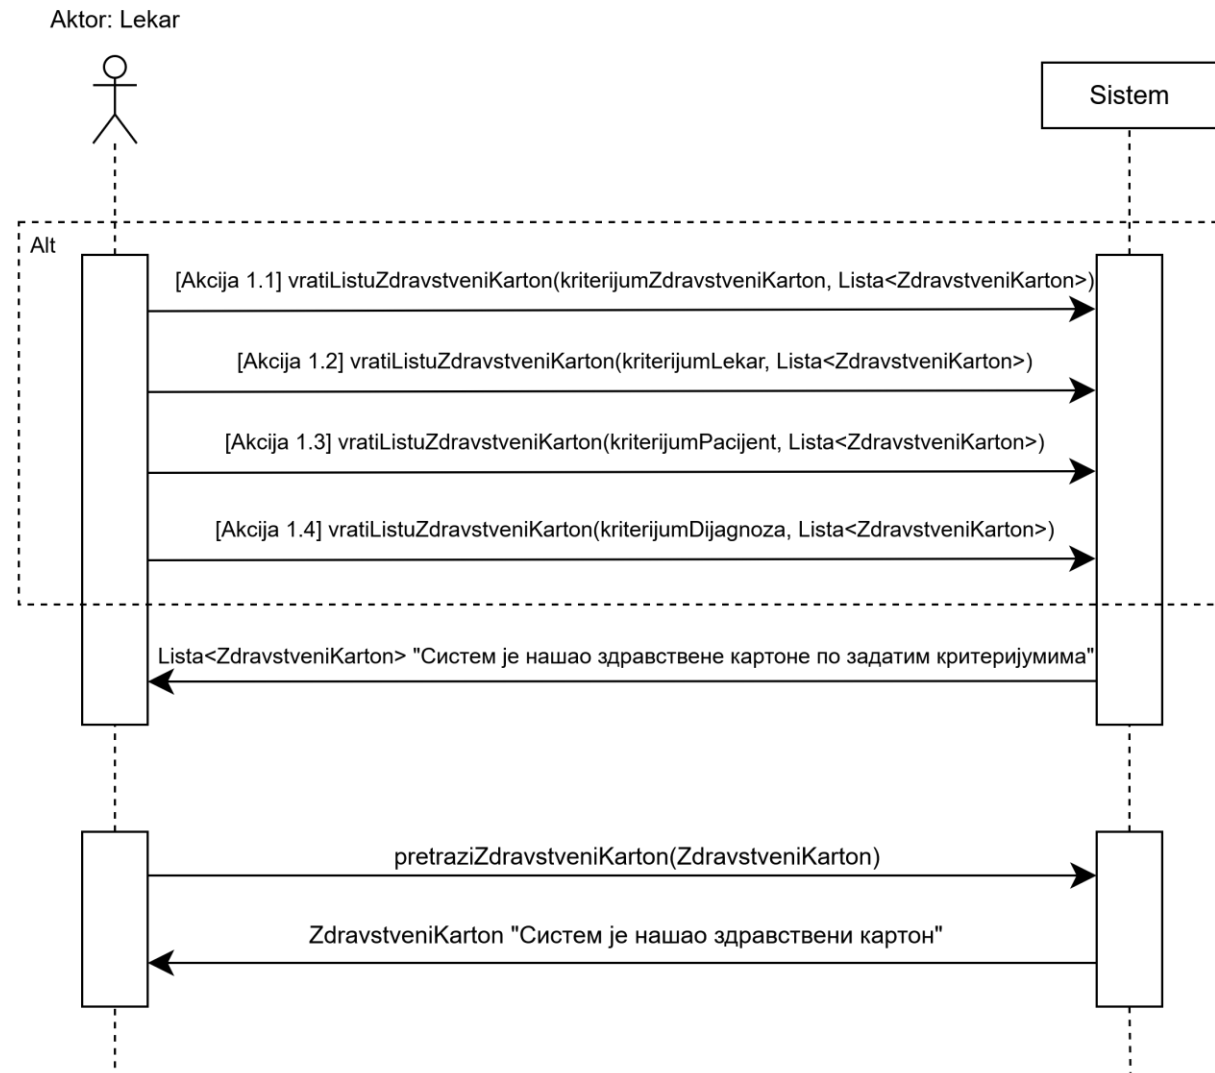 Aktor: Lekar
Sistem
Alt
[Akcija 1.1] vratiListuZdravstveniKarton(kriterijumZdravstveniKarton, Lista<ZdravstveniKarton>)
[Akcija 1.2] vratiListuZdravstveniKarton(kriterijumLekar, Lista<ZdravstveniKarton>)
[Akcija 1.3] vratiListuZdravstveniKarton(kriterijumPacijent, Lista<ZdravstveniKarton>)
[Akcija 1.4] vratiListuZdravstveniKarton(kriterijumDijagnoza, Lista<ZdravstveniKarton>)
Lista<ZdravstveniKarton> "Систем је нашао здравствене картоне по задатим критеријумима"
pretraziZdravstveniKarton(ZdravstveniKarton)
ZdravstveniKarton "Систем је нашао здравствени картон"